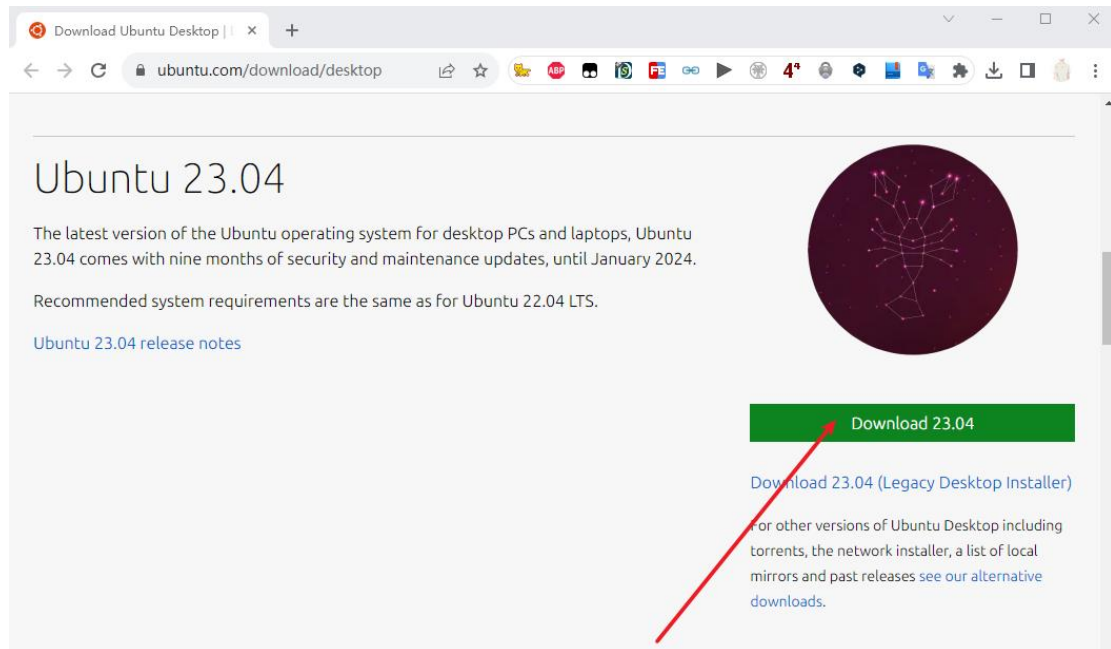 Download Ubuntu Desktop |
ubuntu.com/download/desktop
ABP
Ubuntu 23.04
The latest version of the Ubuntu operating system for desktop PCs and laptops, Ubuntu
23.04 comes with nine months of security and maintenance updates, until January 2024.
Recommended system requirements are the same as for Ubuntu 22.04 LTS.
Ubuntu 23.04 release notes
Download 23.04
Download 23.04 (Legacy Desktop Installer)
For other versions of Ubuntu Desktop including
torrents, the network installer, a list of local
mirrors and past releases see our alternative
downloads.